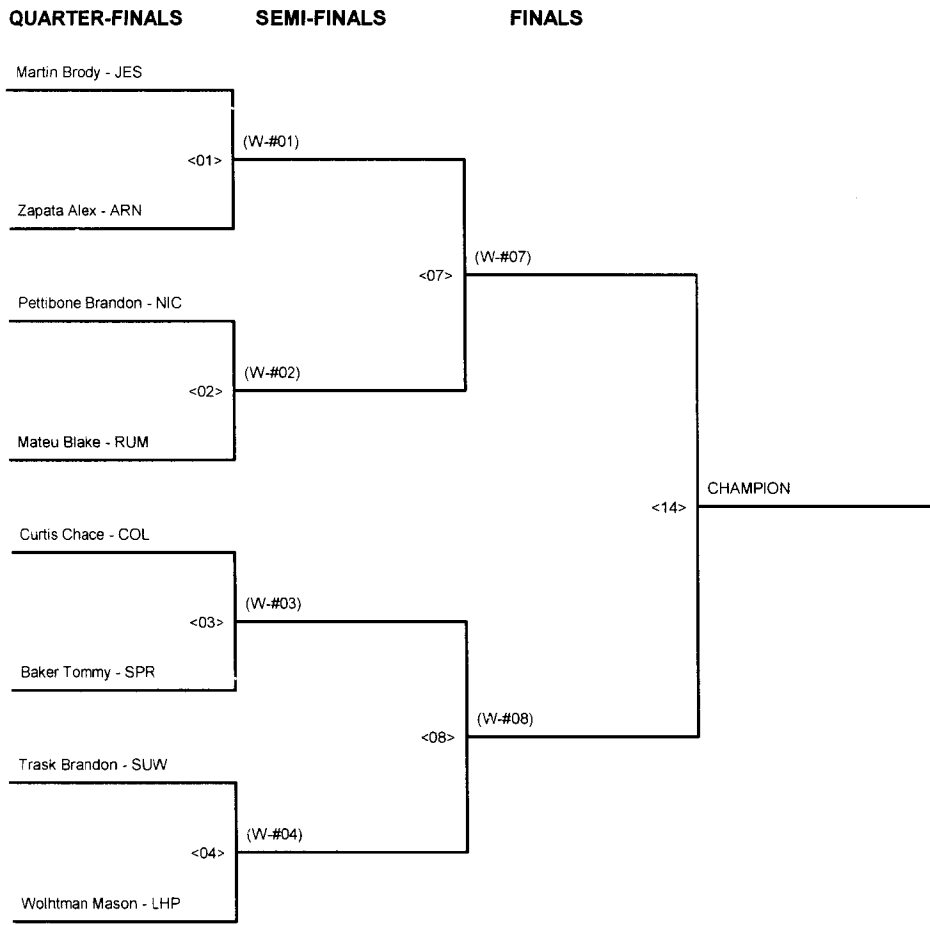 QUARTER-FINALS SEMI-FINALS FINALS
Martin Brody - JES
(W-#01)
<01>
Zapata Alex - ARN
(W-#07)
<07>
Pettibone Brandon - NIC
(W-#02)
<02>
Mateu Blake - RUM
CHAMPION
<14>
Curtis Chace - COL
(W-#03)
<03>
Baker Tommy - SPR
(W-#08)
<08>
Trask Brandon - SUW
(W-#04)
<04>
Wolhtman Mason - LHP